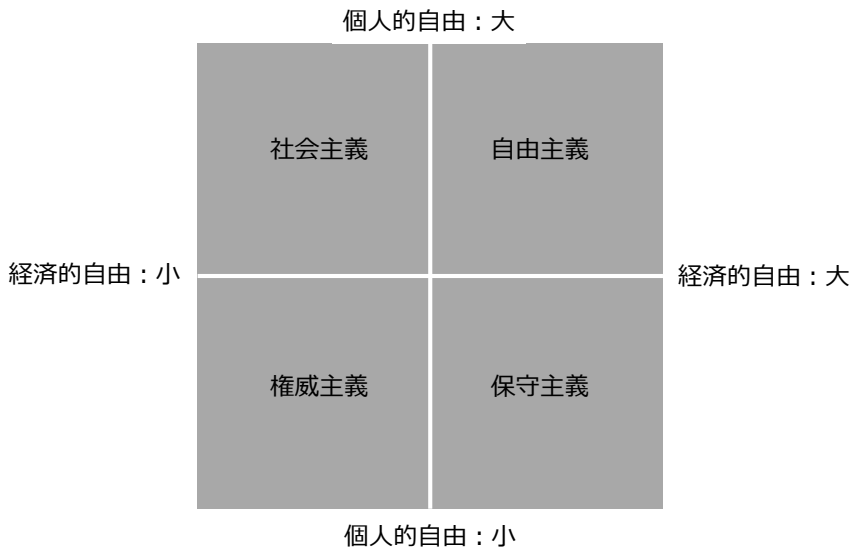 個人的自由：大
社会主義
自由主義
経済的自由：小
経済的自由：大
権威主義
保守主義
個人的自由：小